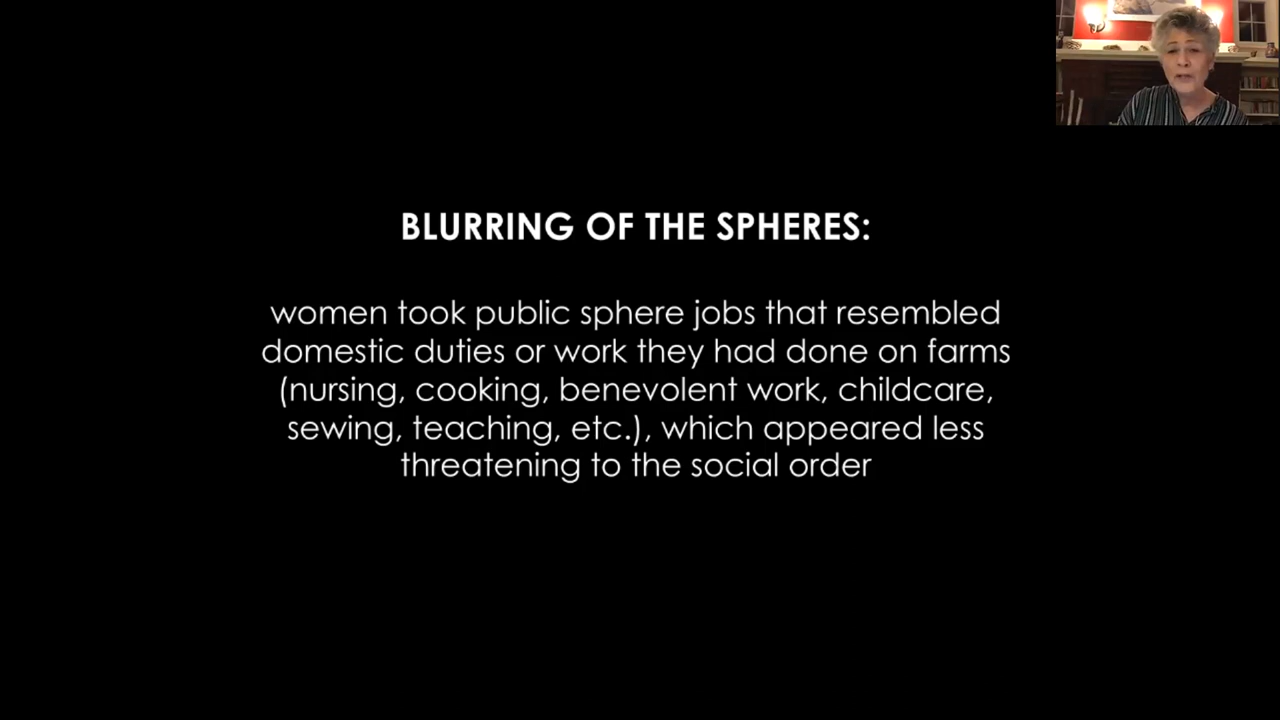 BLURRING OF THE SPHERES:
women took public sphere jobs that resembled
domestic duties or work they had done on farms
(nursing, cooking, benevolent work, childcare,
sewing, teaching, etc.), which appeared less
threatening to the social order